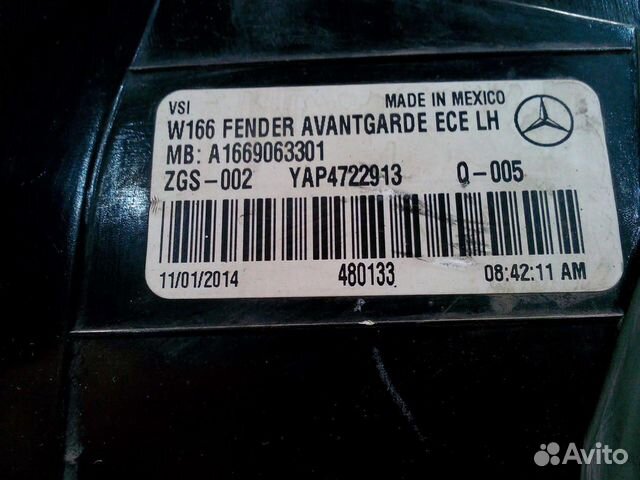 VSI MADE IN MEXICO
W166 FENDER AVANTGARDE ECE LH
MB: A1669063301
ZGS-002 YAP4722913 Q-005
11/01/2014 480133 08:42:11 AM
Avito